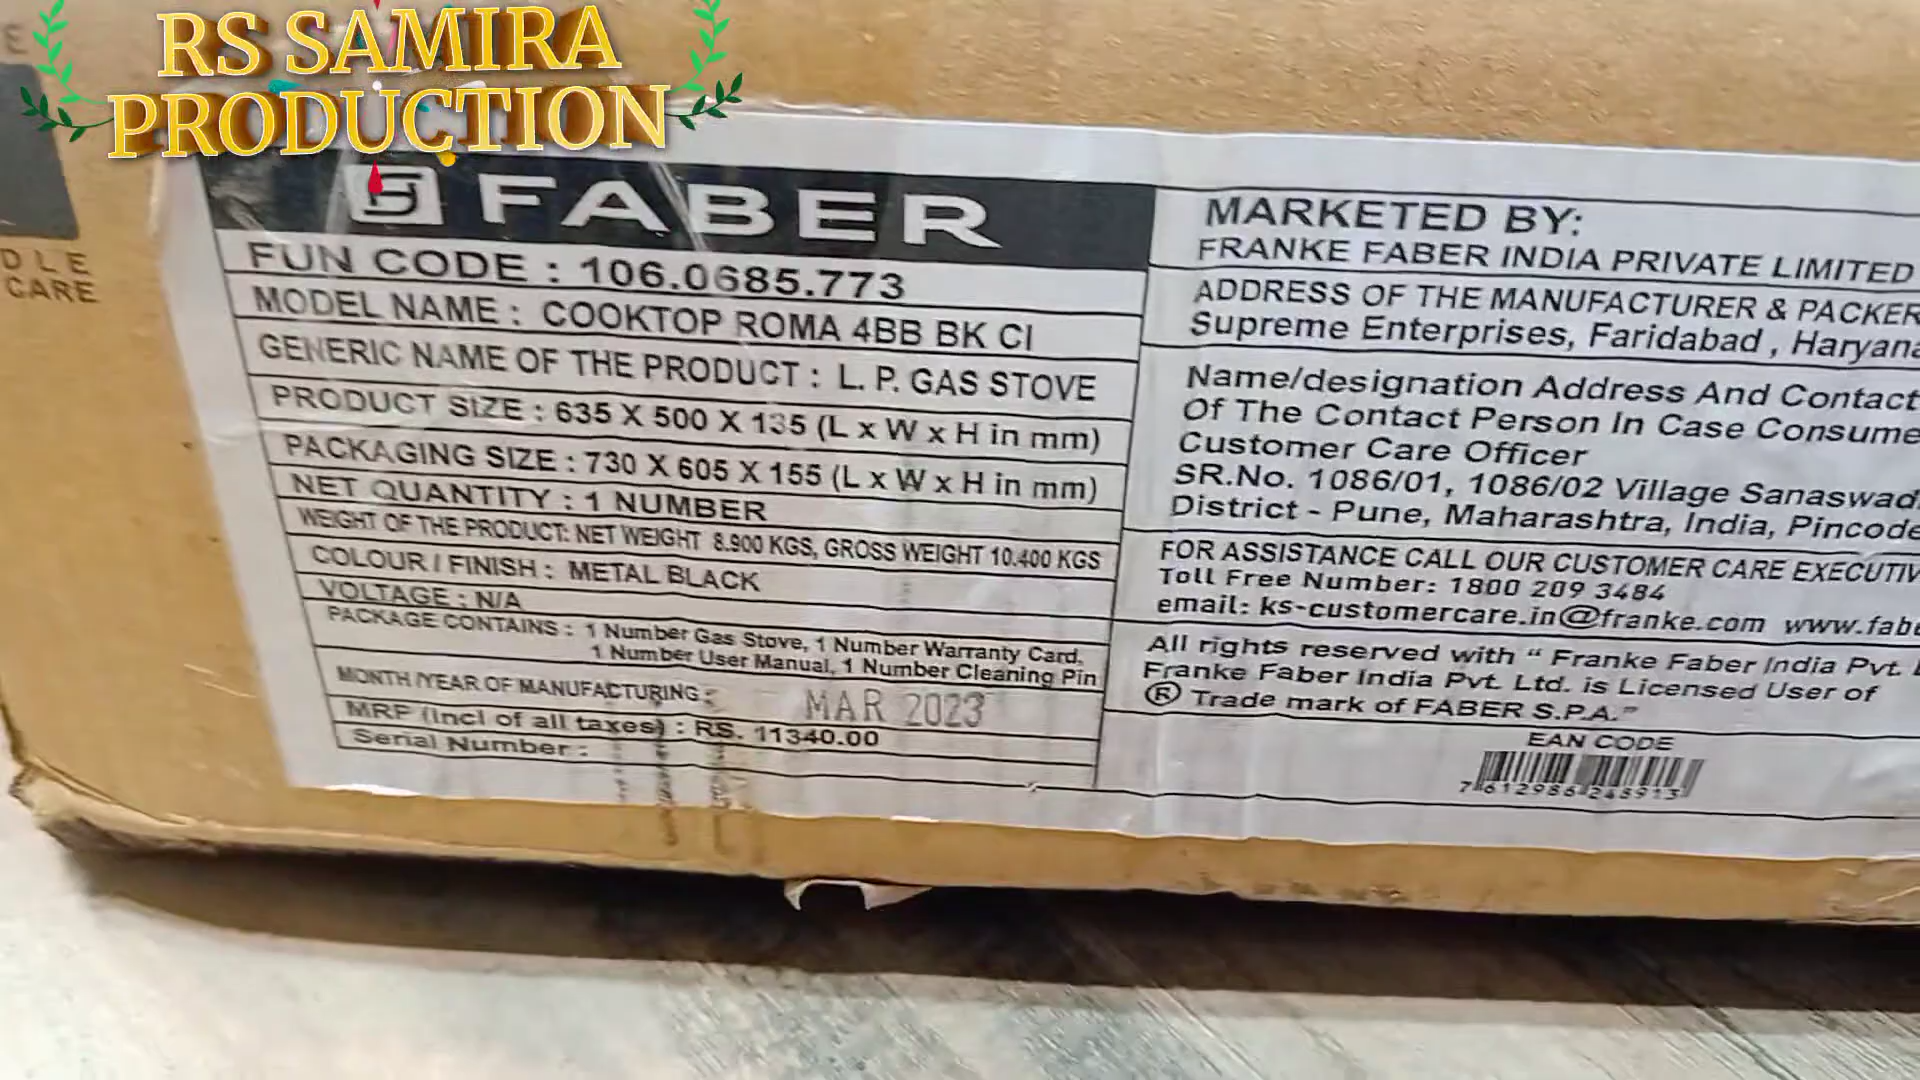 RS SAMIRA
PRODUCTION
E
DLE
CARE
FABER
FUN CODE : 106.0685.773
MODEL NAME : COOKTOP ROMA 4BB BK CI
GENERIC NAME OF THE PRODUCT : L. P. GAS STOVE
PRODUCT SIZE : 635 X 500 X 135 (L x W x H in mm)
PACKAGING SIZE : 730 X 605 X 155 (L x W x H in mm)
NET QUANTITY : 1 NUMBER
WEIGHT OF THE PRODUCT: NET WEIGHT 8.900 KGS, GROSS WEIGHT 10.400 KGS
COLOUR / FINISH : METAL BLACK
VOLTAGE : N/A
PACKAGE CONTAINS : 1 Number Gas Stove, 1 Number Warranty Card,
1 Number User Manual, 1 Number Cleaning Pin
MONTH /YEAR OF MANUFACTURING : MAR 2023
MRP (Incl of all taxes) : RS. 11340.00
Serial Number :
MARKETED BY:
FRANKE FABER INDIA PRIVATE LIMITED
ADDRESS OF THE MANUFACTURER & PACKER
Supreme Enterprises, Faridabad , Haryana
Name/designation Address And Contact
Of The Contact Person In Case Consume
Customer Care Officer
SR.No. 1086/01, 1086/02 Village Sanaswad
District - Pune, Maharashtra, India, Pincode
FOR ASSISTANCE CALL OUR CUSTOMER CARE EXECUTIV
Toll Free Number: 1800 209 3484
email: ks-customercare.in@franke.com www.fabe
All rights reserved with “ Franke Faber India Pvt.
Franke Faber India Pvt. Ltd. is Licensed User of
® Trade mark of FABER S.P.A.”
EAN CODE
7 612986 248913